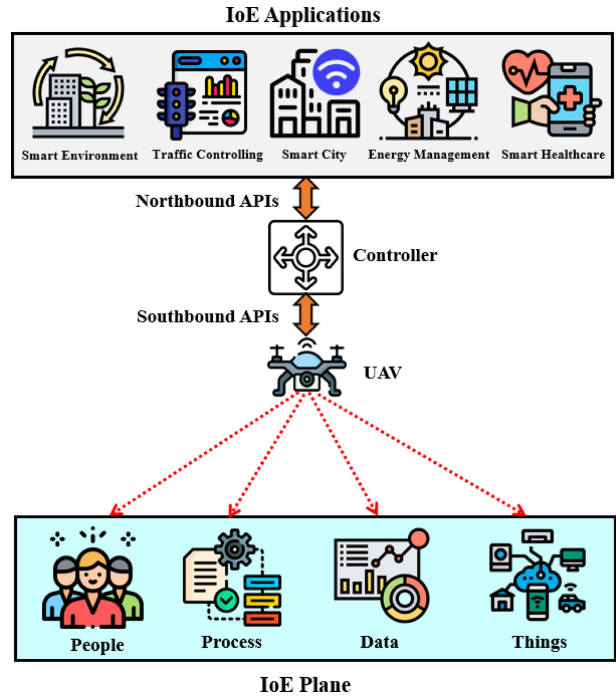 IoE Applications
Smart Environment
Traffic Controlling
Smart City
Energy Management
Smart Healthcare
Northbound APIs
Controller
Southbound APIs
UAV
People
Process
Data
Things
IoE Plane